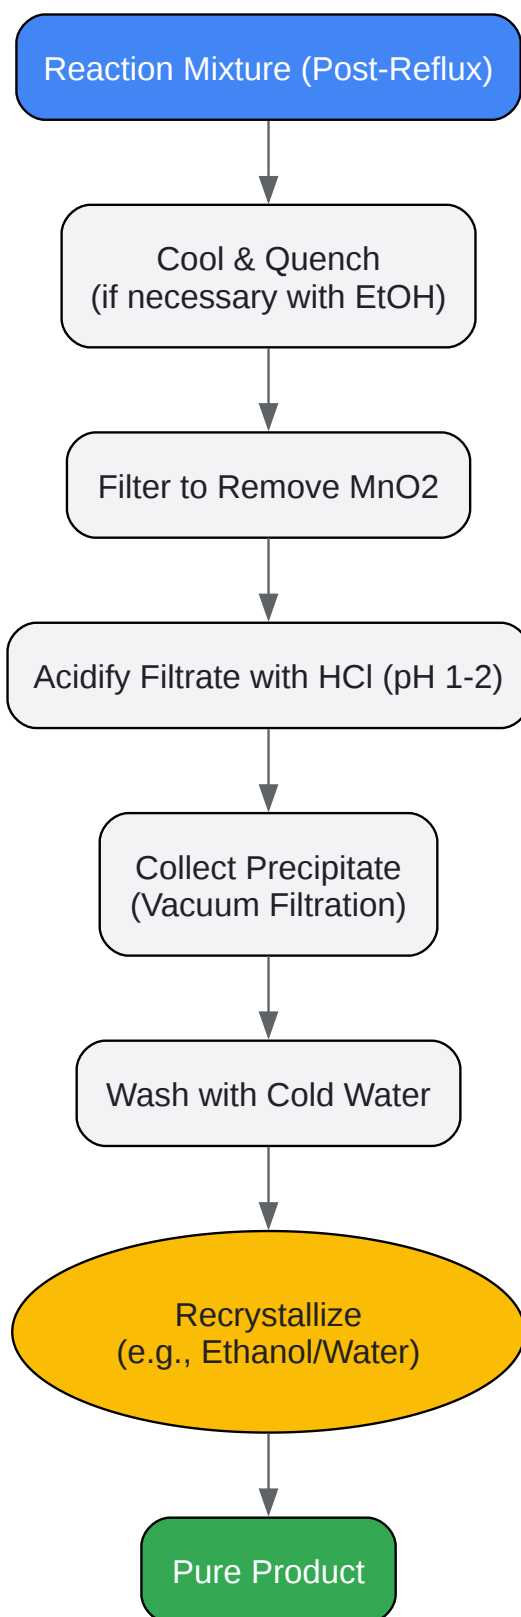 Reaction Mixture (Post-Reflux)
Cool & Quench
(if necessary with EtOH)
Filter to Remove MnO2
Acidify Filtrate with HCl (pH 1-2)
Collect Precipitate
(Vacuum Filtration)
Wash with Cold Water
Recrystallize
(e.g., Ethanol/Water)
Pure Product